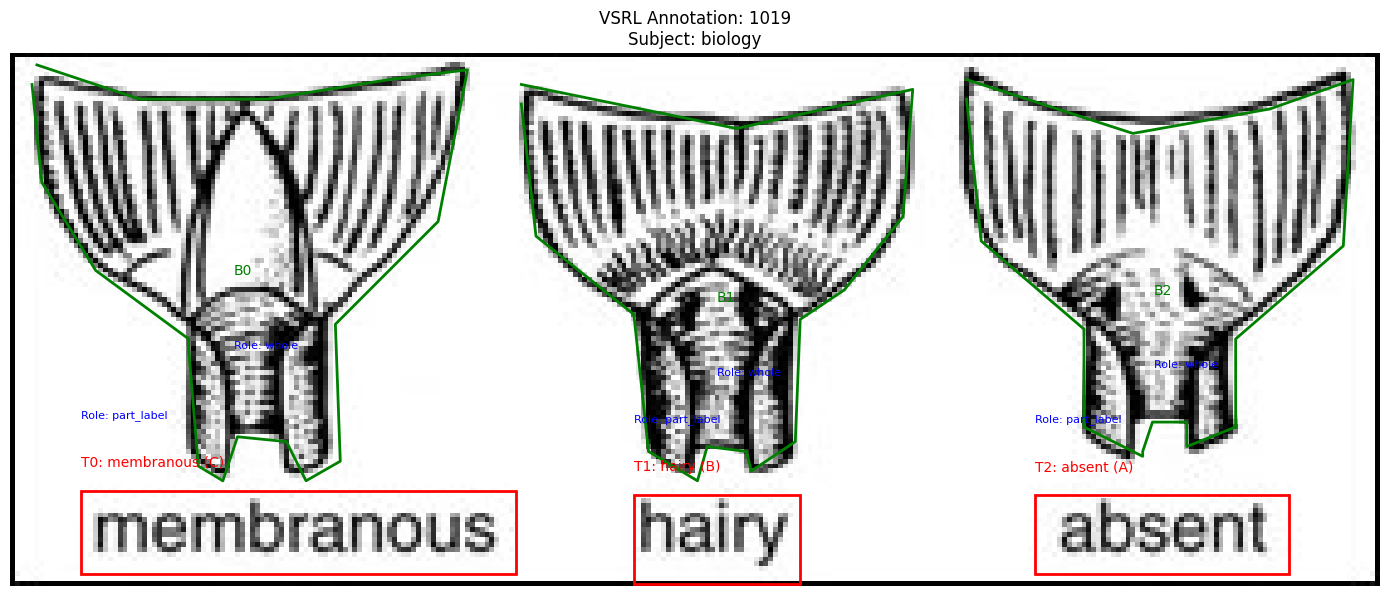 VSRL Annotation: 1019
Subject: biology
B0
B1
B2
Role: whole
Role: whole
Role: whole
Role: part_label
Role: part_label
Role: part_label
T0: membranous (C)
T1: hairy (B)
T2: absent (A)
membranous
hairy
absent